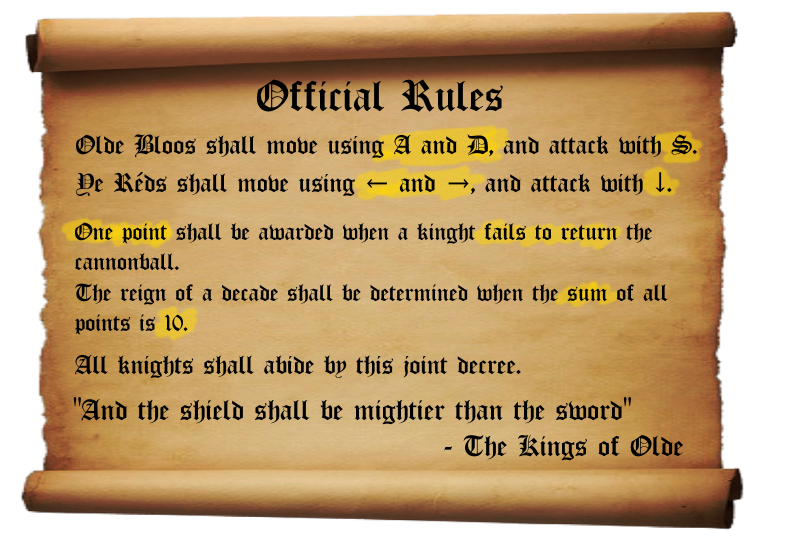 Official Rules
Olde Bloos shall move using A and D, and attack with S.
Ye Réds shall move using ← and →, and attack with ↓.
One point shall be awarded when a kinght fails to return the
cannonball.
The reign of a decade shall be determined when the sum of all
points is 10.
All knights shall abide by this joint decree.
"And the shield shall be mightier than the sword"
- The Kings of Olde